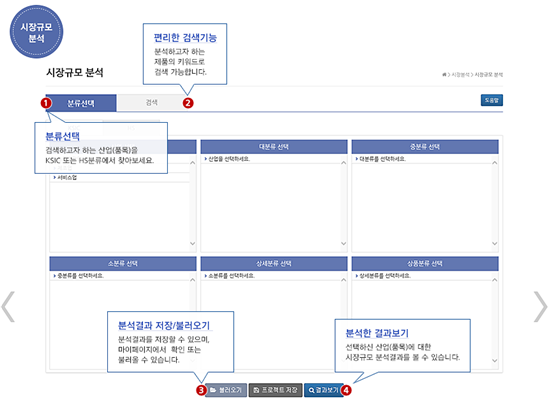 시장규모
분석
편리한 검색기능
분석하고자 하는
제품의 키워드로
검색 가능합니다.
시장규모 분석
> 시장분석 > 시장규모 분석
1 분류선택
검색 2
도움말
분류선택
검색하고자 하는 산업(품목)을
KSIC 또는 HS분류에서 찾아보세요.
서비스업
대분류 선택
산업을 선택하세요.
중분류 선택
대분류를 선택하세요.
소분류 선택
중분류를 선택하세요.
상세분류 선택
소분류를 선택하세요.
상품분류 선택
상세분류를 선택하세요.
분석결과 저장/불러오기
분석결과를 저장할 수 있으며,
마이페이지에서 확인 또는
불러올 수 있습니다.
분석한 결과보기
선택하신 산업(품목)에 대한
시장규모 분석결과를 볼 수 있습니다.
3 불러오기
프로젝트 저장
결과보기 4